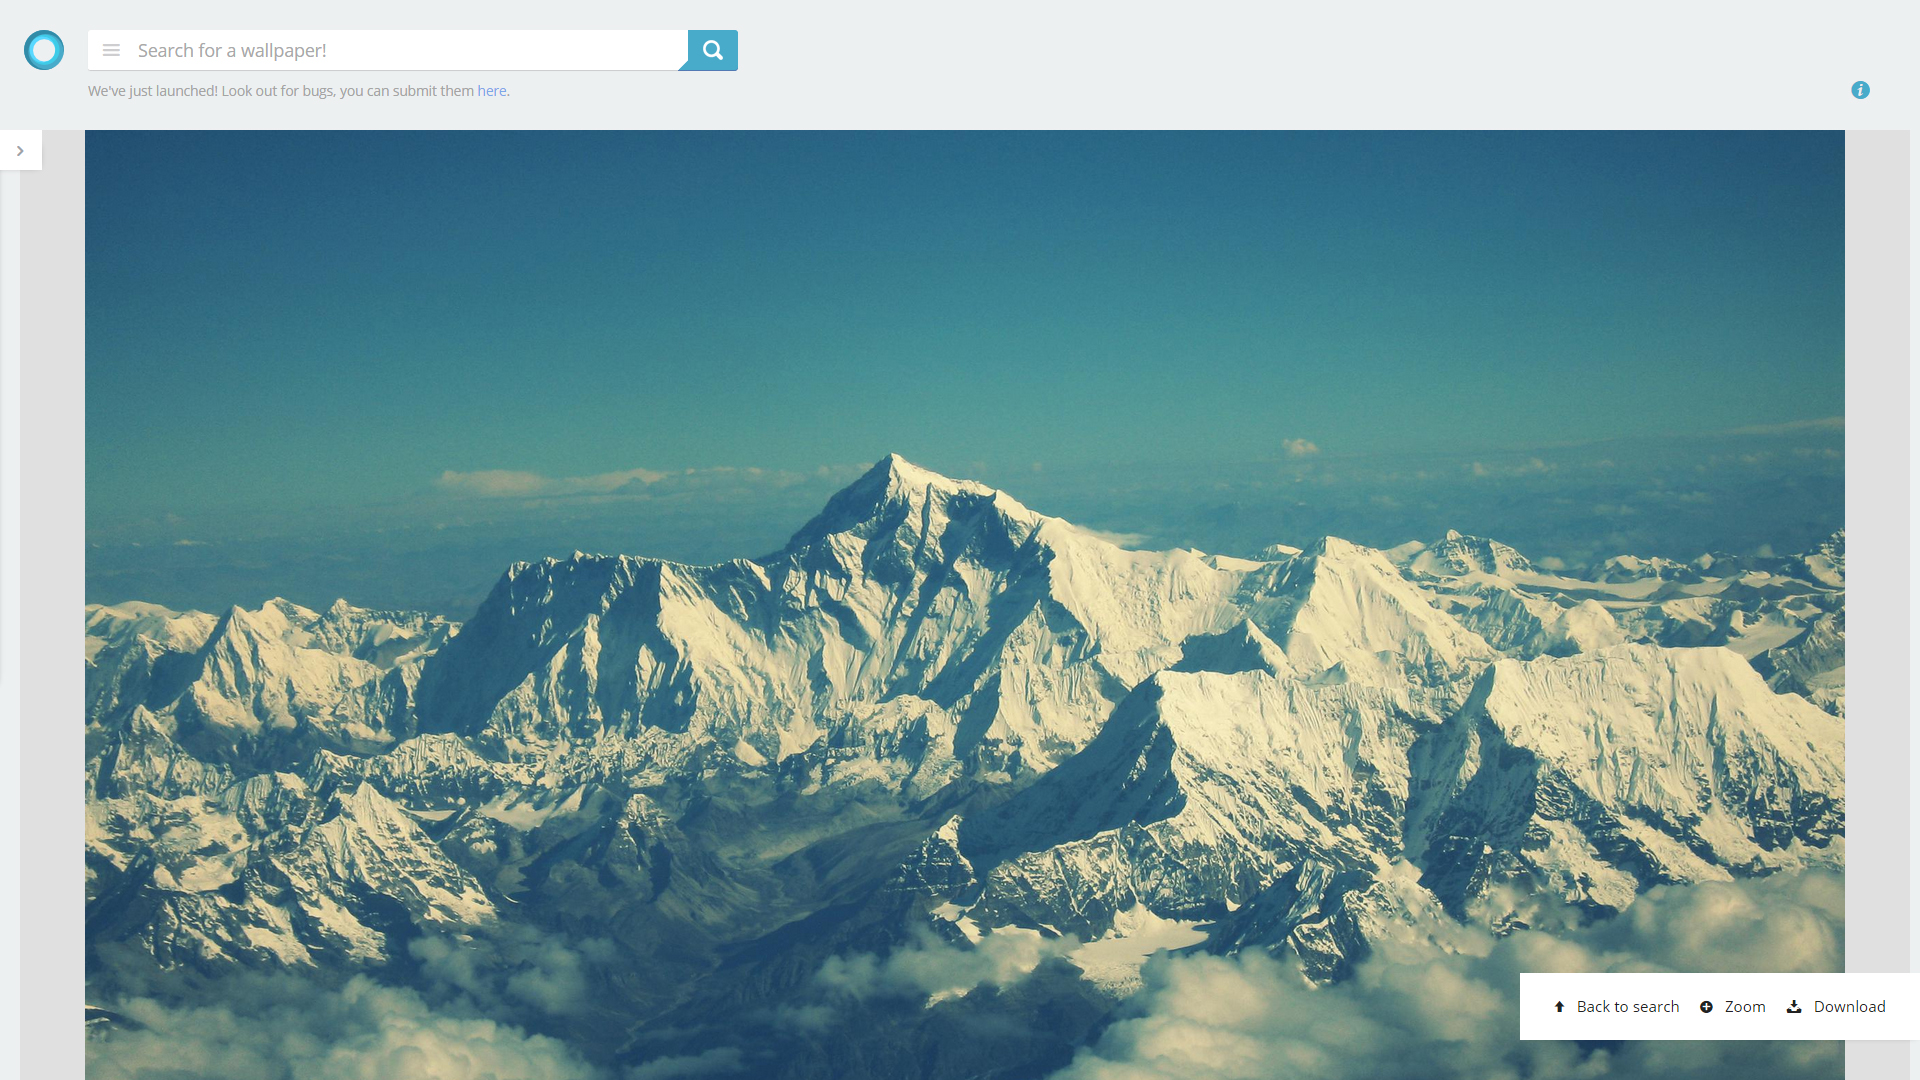 Search for a wallpaper!
We've just launched! Look out for bugs, you can submit them here.
Back to search Zoom Download